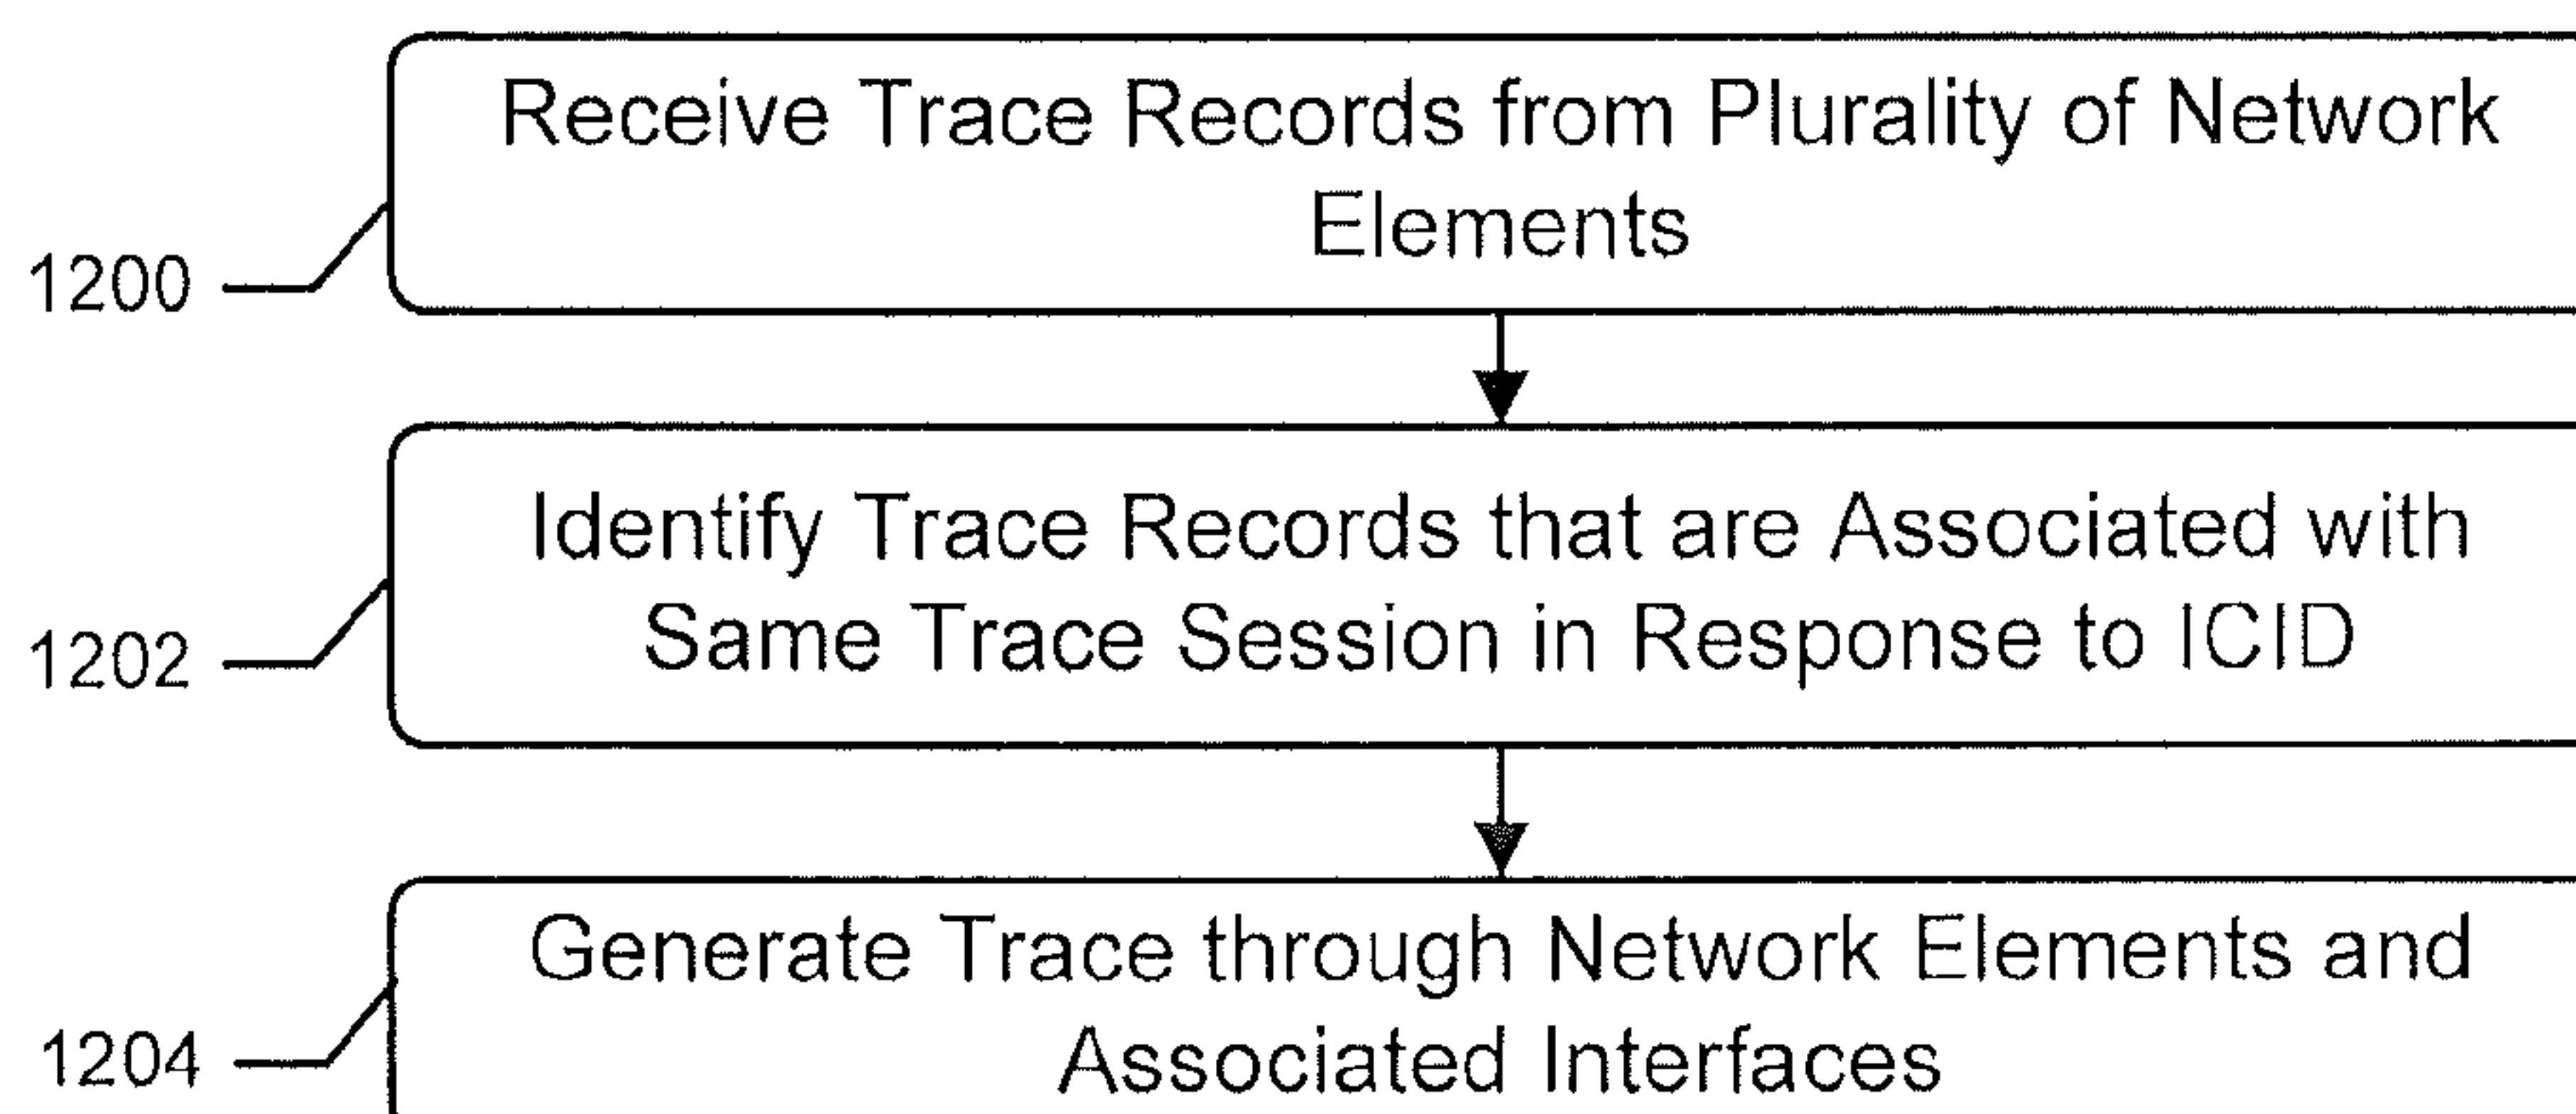 Receive Trace Records from Plurality of Network
Elements
1200
Identify Trace Records that are Associated with
Same Trace Session in Response to ICID
1202
Generate Trace through Network Elements and
Associated Interfaces
1204